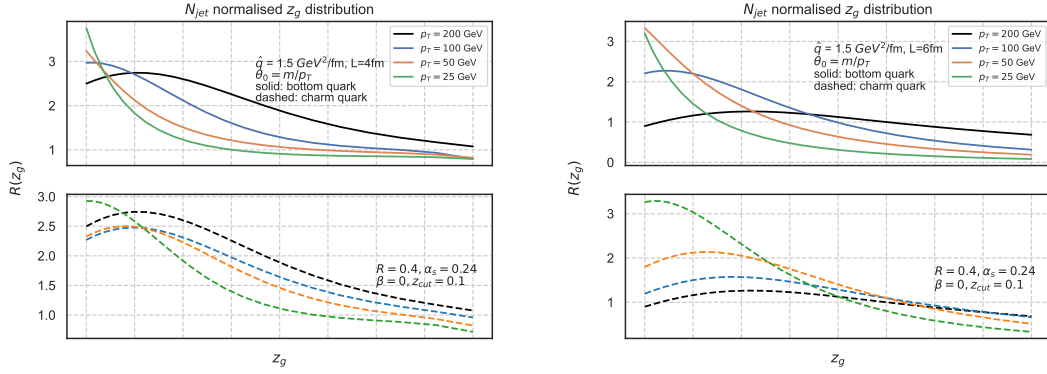 N_jet normalised z_g distribution
p_T = 200 GeV
p_T = 100 GeV
p_T = 50 GeV
p_T = 25 GeV
q̂ = 1.5 GeV²/fm, L=4fm
θ₀ = m/p_T
solid: bottom quark
dashed: charm quark
3
2
1
R(z_g)
3.0
2.5
2.0
1.5
1.0
R = 0.4, α_s = 0.24
β = 0, z_cut = 0.1
z_g
N_jet normalised z_g distribution
p_T = 200 GeV
p_T = 100 GeV
p_T = 50 GeV
p_T = 25 GeV
q̂ = 1.5 GeV²/fm, L=6fm
θ₀ = m/p_T
solid: bottom quark
dashed: charm quark
3
2
1
0
R(z_g)
3
2
1
R = 0.4, α_s = 0.24
β = 0, z_cut = 0.1
z_g